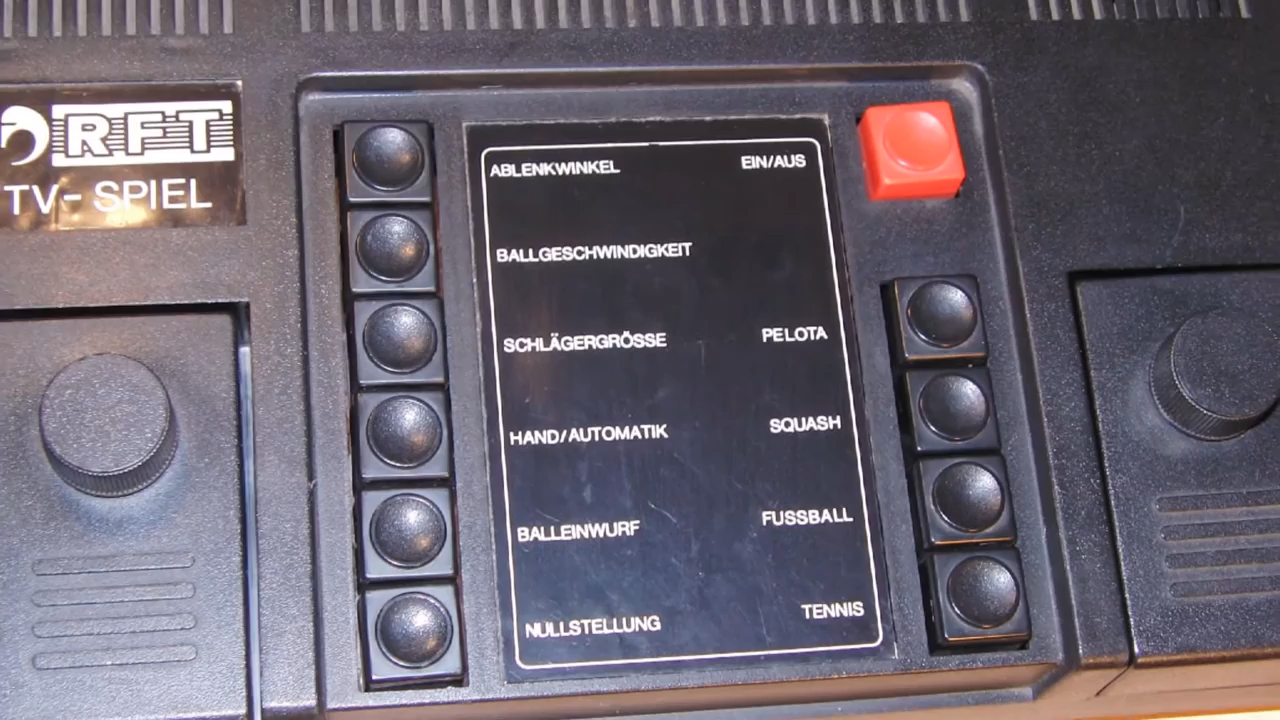 RFT
TV-SPIEL
ABLENKWINKEL
EIN/AUS
BALLGESCHWINDIGKEIT
SCHLÄGERGRÖSSE
PELOTA
HAND/AUTOMATIK
SQUASH
BALLEINWURF
FUSSBALL
NULLSTELLUNG
TENNIS